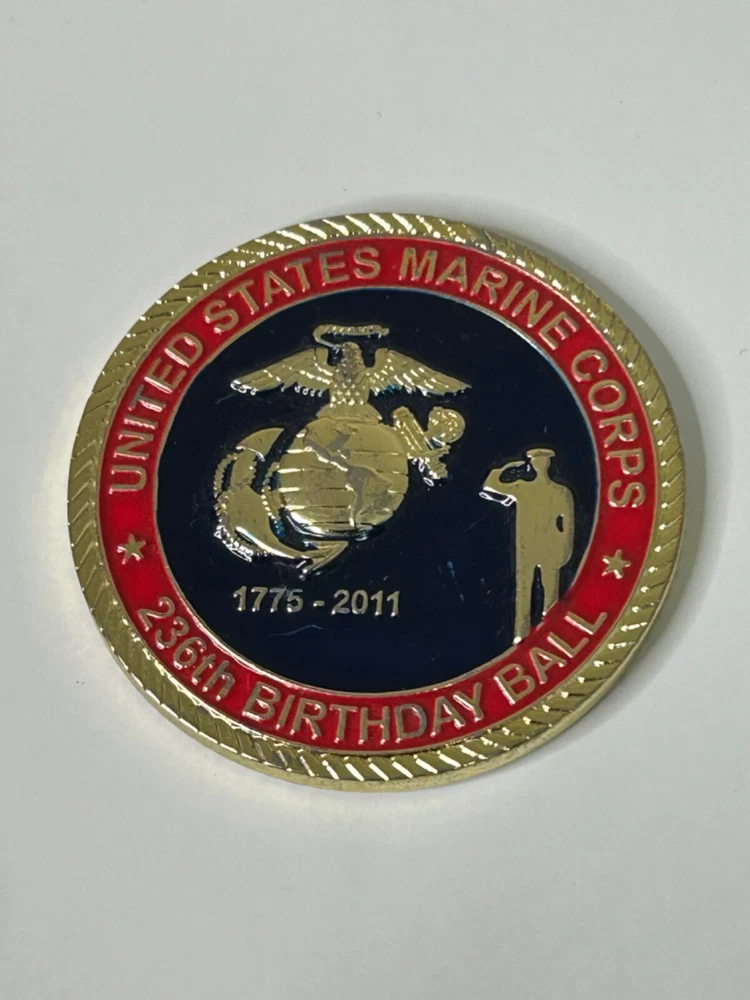 UNITED STATES MARINE CORPS
1775 - 2011
236th BIRTHDAY BALL